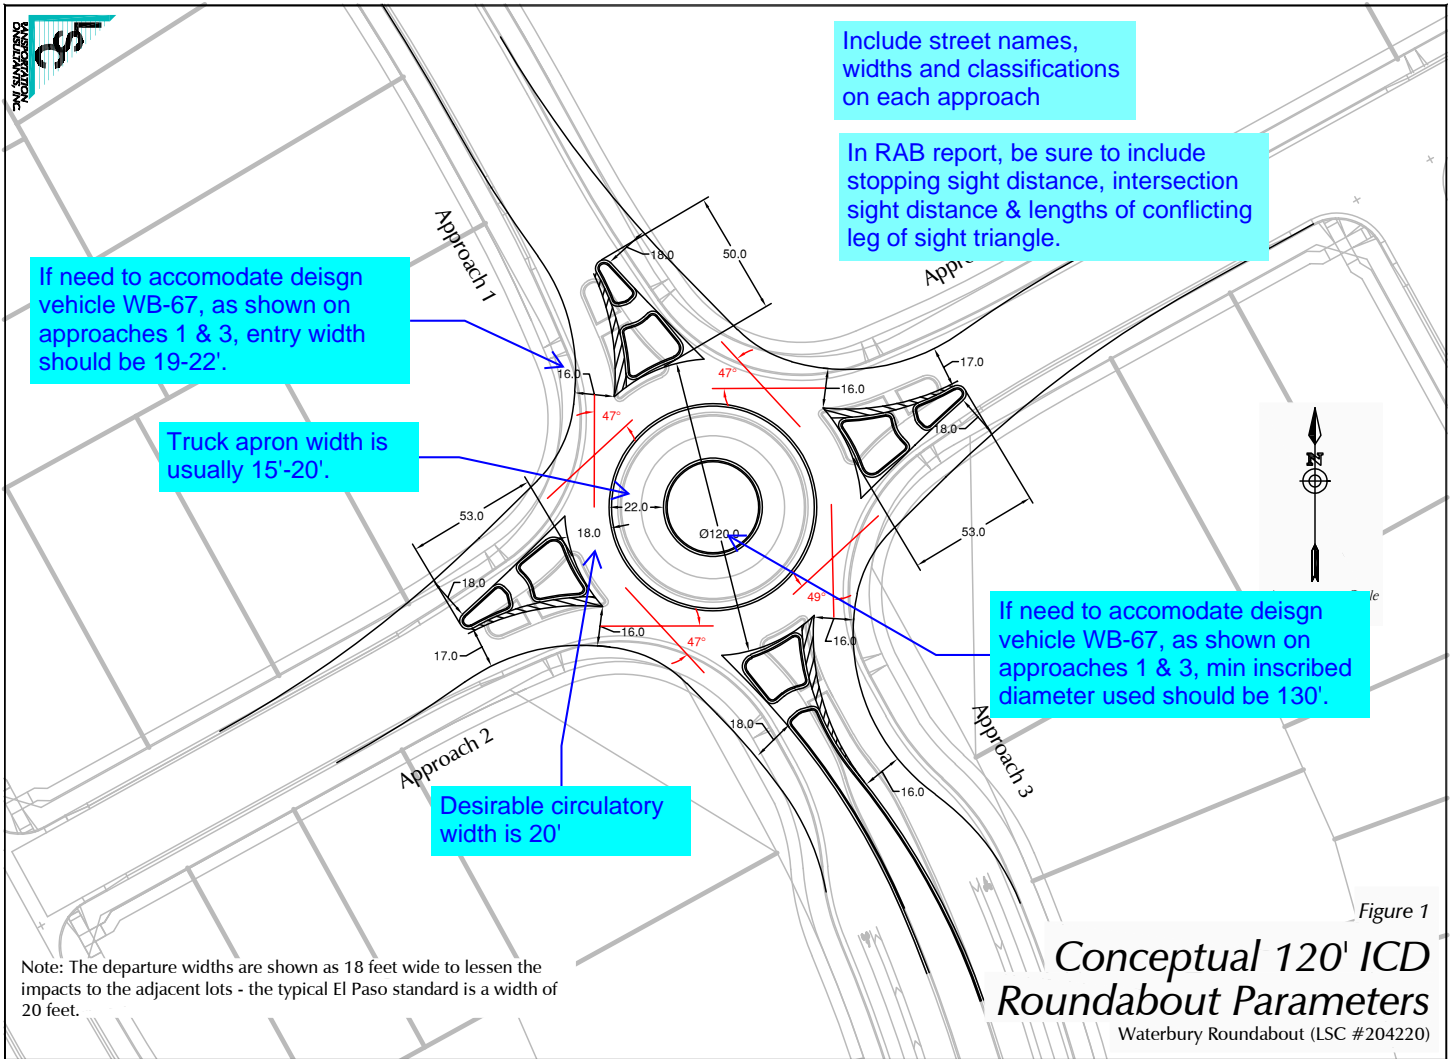 LSC
TRANSPORTATION
CONSULTANTS, INC.
Include street names,
widths and classifications
on each approach
In RAB report, be sure to include
stopping sight distance, intersection
sight distance & lengths of conflicting
leg of sight triangle.
Approach 1
18.0
50.0
If need to accomodate deisgn
vehicle WB-67, as shown on
approaches 1 & 3, entry width
should be 19-22'.
16.0
47°
47°
16.0
17.0
18.0
Truck apron width is
usually 15'-20'.
N
53.0
22.0
18.0
Ø120.0
53.0
18.0
49°
16.0
47°
16.0
17.0
If need to accomodate deisgn
vehicle WB-67, as shown on
approaches 1 & 3, min inscribed
diameter used should be 130'.
18.0
Approach 2
Approach 3
16.0
Desirable circulatory
width is 20'
Figure 1
Conceptual 120' ICD
Roundabout Parameters
Waterbury Roundabout (LSC #204220)
Note: The departure widths are shown as 18 feet wide to lessen the
impacts to the adjacent lots - the typical El Paso standard is a width of
20 feet.